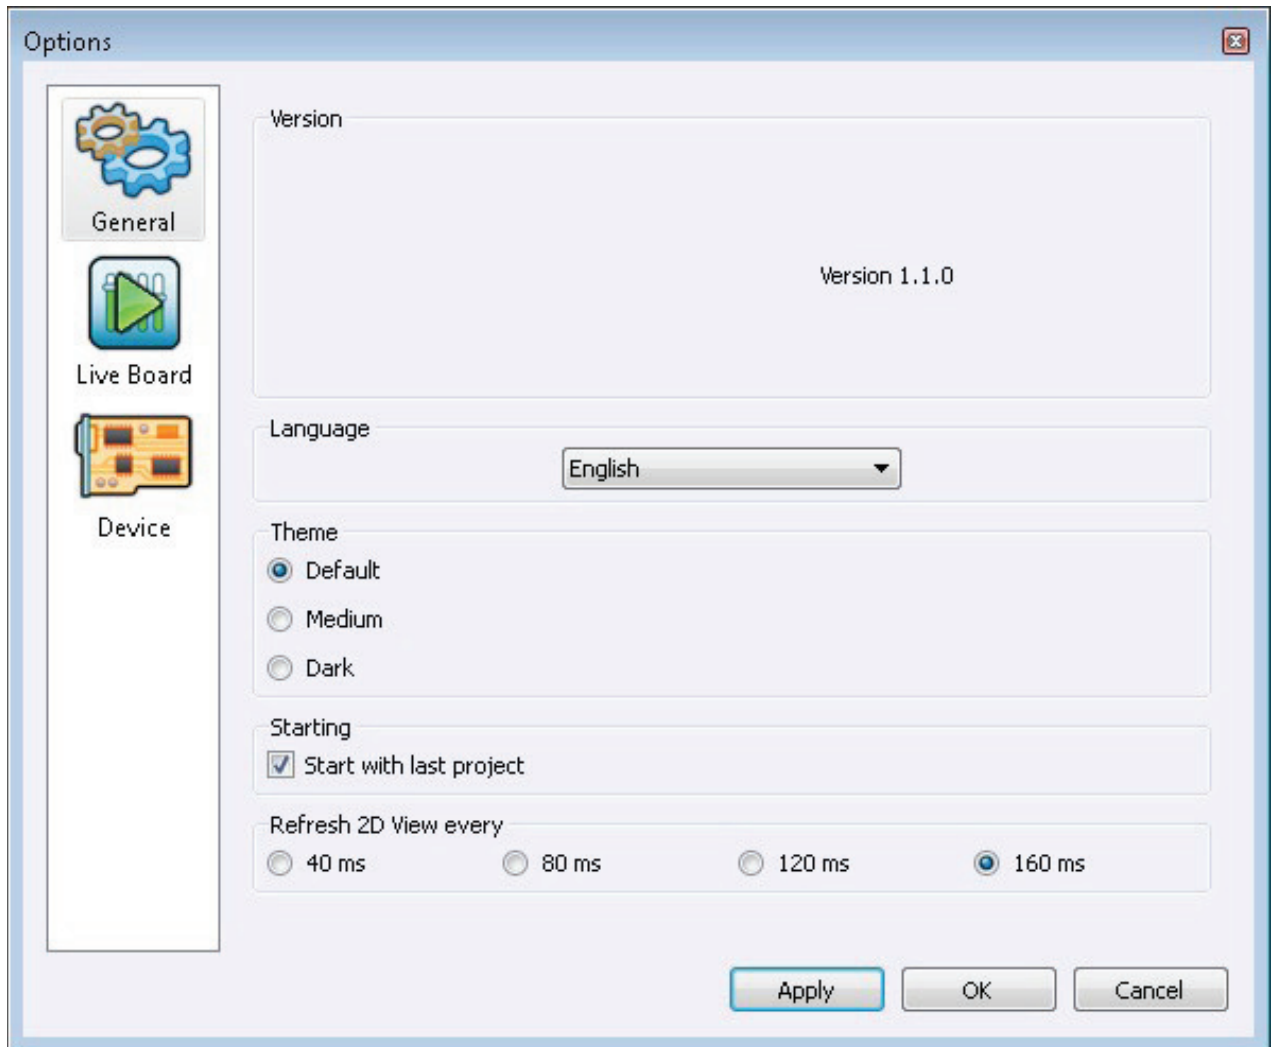 Options
General
Live Board
Device
Version
Version 1.1.0
Language
English
Theme
Default
Medium
Dark
Starting
Start with last project
Refresh 2D View every
40 ms 80 ms 120 ms 160 ms
Apply OK Cancel